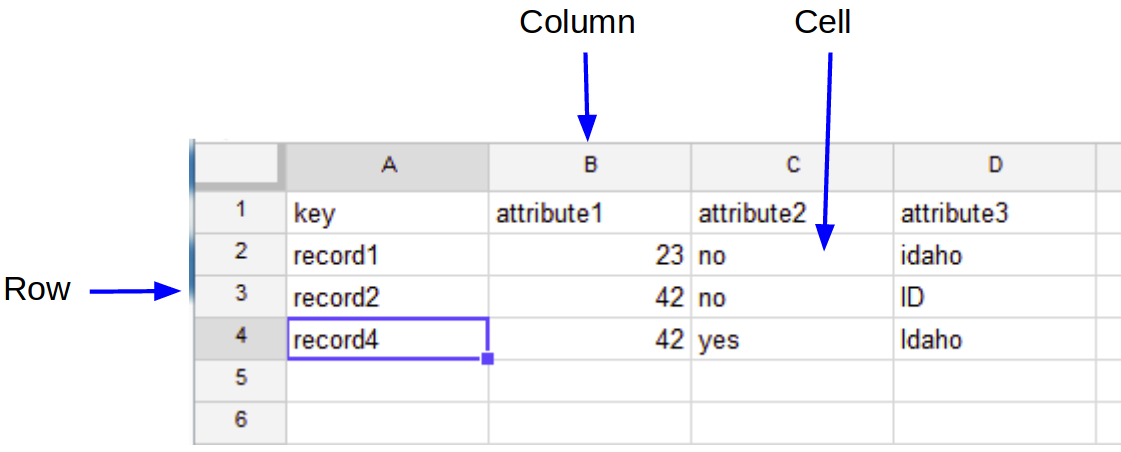 Column Cell
A B C D
1 key attribute1 attribute2 attribute3
2 record1 23 no idaho
Row
3 record2 42 no ID
4 record4 42 yes Idaho
5
6